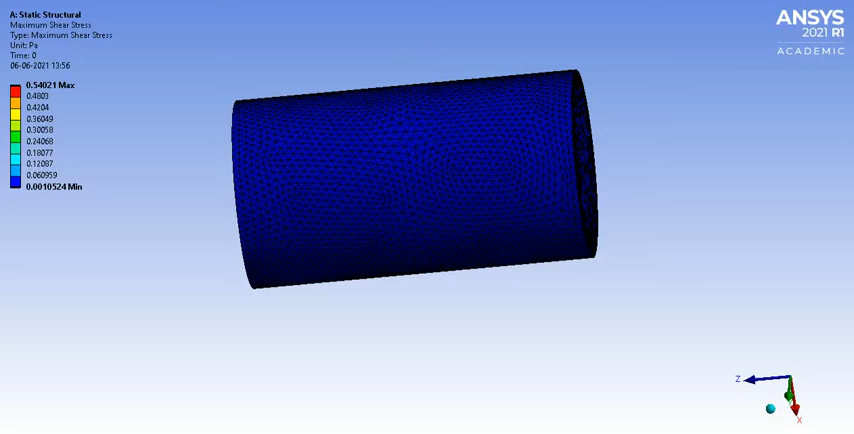 A: Static Structural
Maximum Shear Stress
Type: Maximum Shear Stress
Unit: Pa
Time: 0
06-06-2021 13:56
0.54021 Max
0.4803
0.4204
0.36049
0.30058
0.24068
0.18077
0.12087
0.060959
0.0010524 Min
ANSYS
2021 R1
ACADEMIC
Z
X